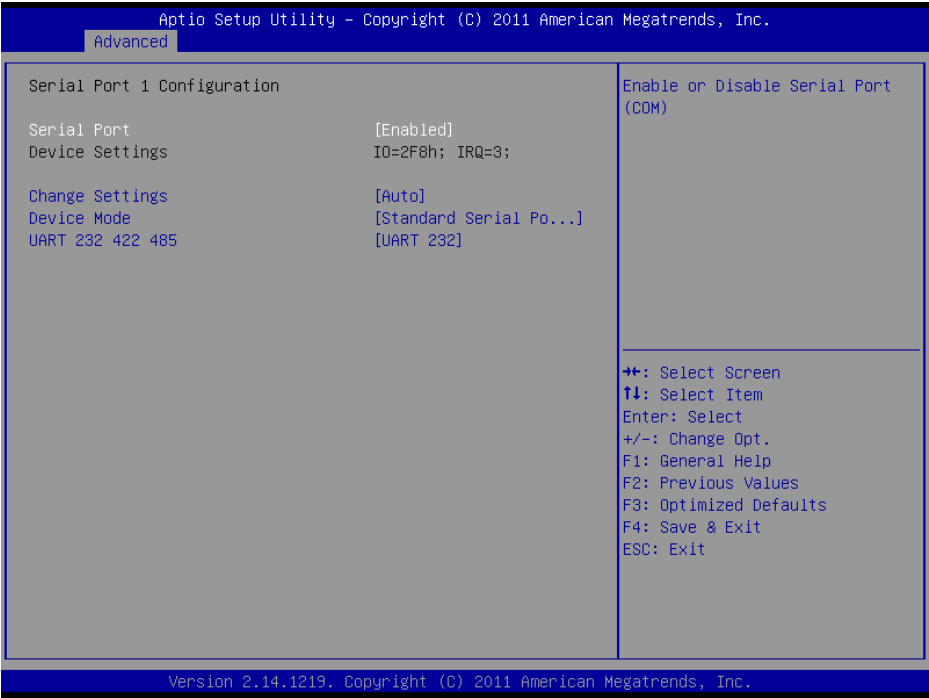 Aptio Setup Utility – Copyright (C) 2011 American Megatrends, Inc.
Advanced
Serial Port 1 Configuration
Serial Port [Enabled]
Device Settings IO=2F8h; IRQ=3;
Change Settings [Auto]
Device Mode [Standard Serial Po...]
UART 232 422 485 [UART 232]
Enable or Disable Serial Port
(COM)
→←: Select Screen
↑↓: Select Item
Enter: Select
+/-: Change Opt.
F1: General Help
F2: Previous Values
F3: Optimized Defaults
F4: Save & Exit
ESC: Exit
Version 2.14.1219. Copyright (C) 2011 American Megatrends, Inc.